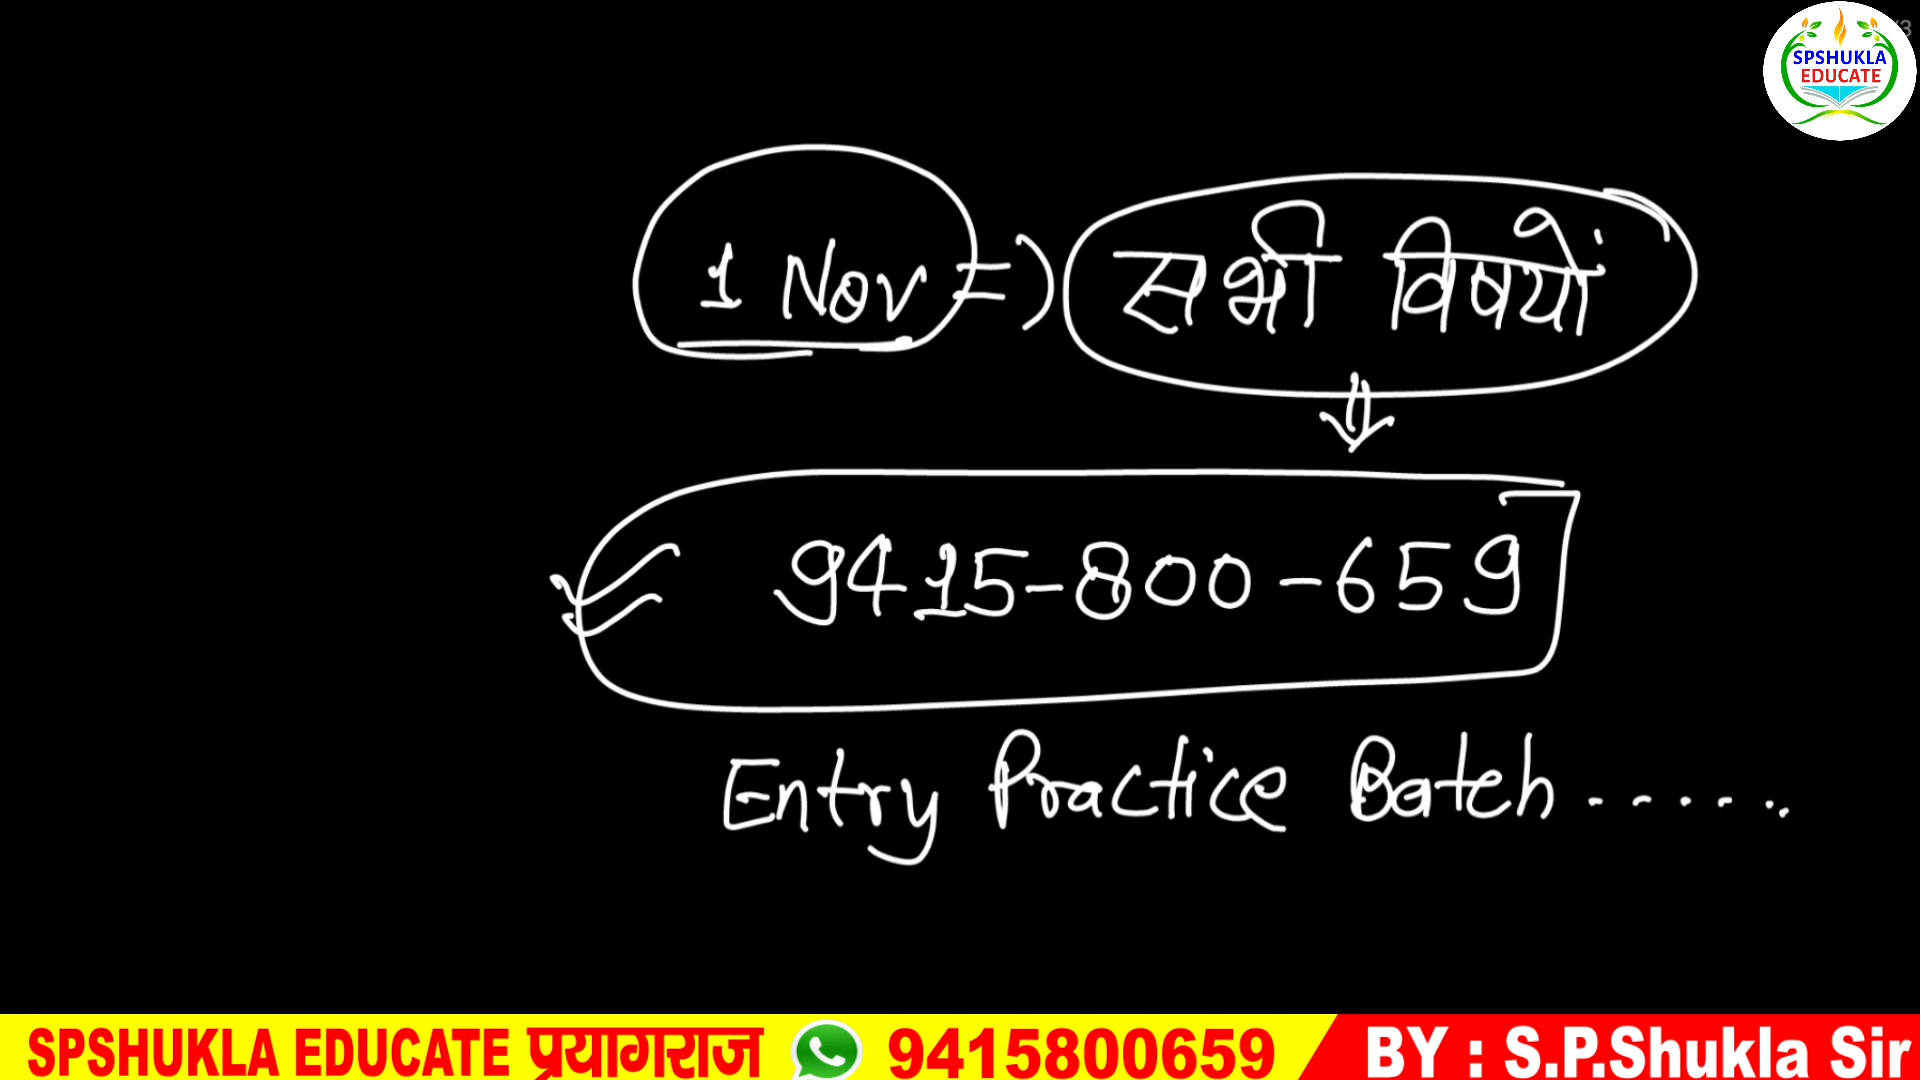 SPSHUKLA
EDUCATE
1 Nov => सभी विषयों
9415-800-659
Entry Practice Batch ......
SPSHUKLA EDUCATE प्रयागराज 9415800659 BY : S.P.Shukla Sir